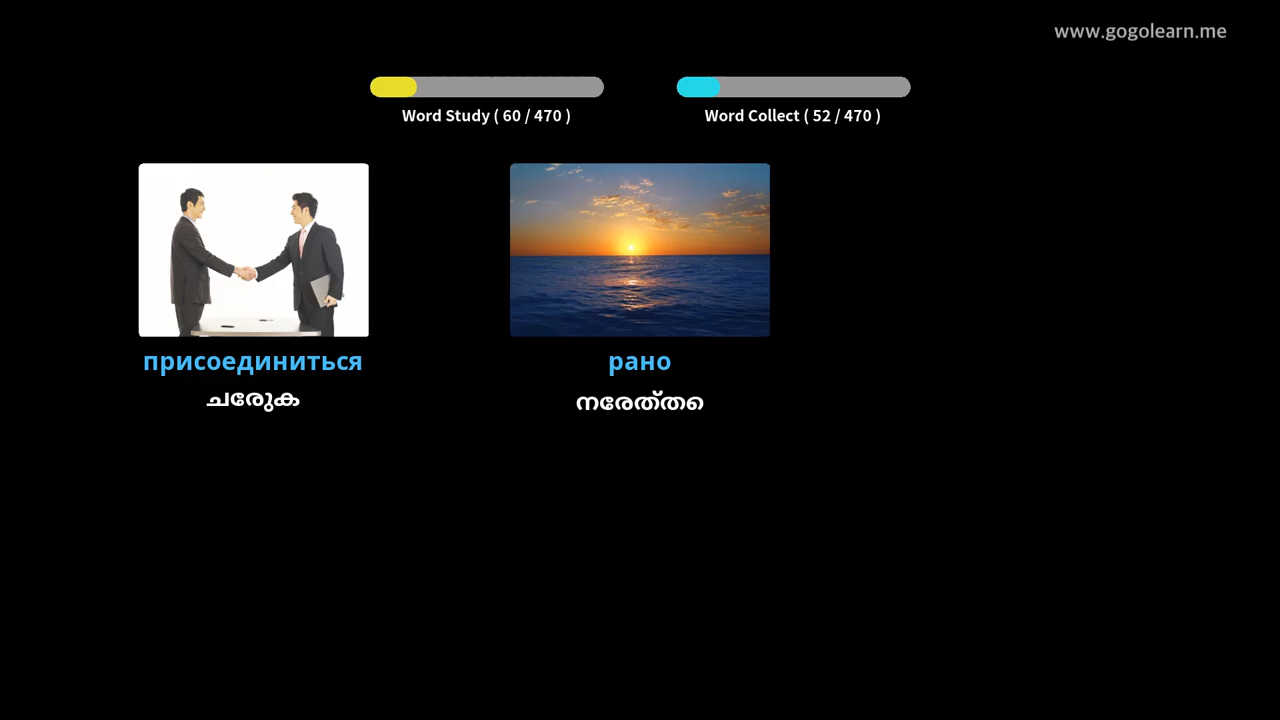 www.gogolearn.me
Word Study ( 60 / 470 )
Word Collect ( 52 / 470 )
присоединиться
рано
ചേരുക
നേരത്തെ